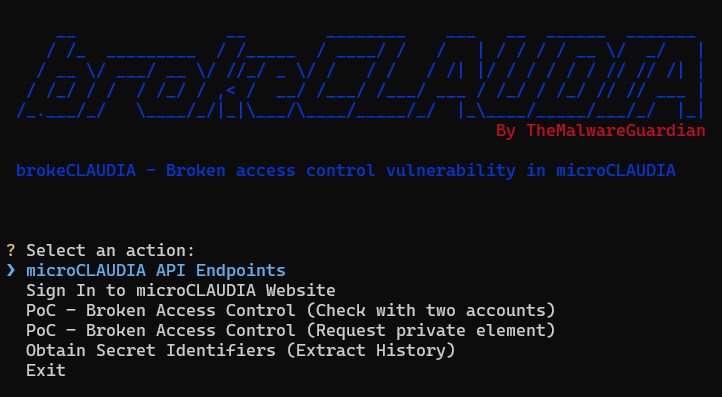 brokeCLAUDIA
By TheMalwareGuardian
brokeCLAUDIA – Broken access control vulnerability in microCLAUDIA
? Select an action:
❯ microCLAUDIA API Endpoints
Sign In to microCLAUDIA Website
PoC – Broken Access Control (Check with two accounts)
PoC – Broken Access Control (Request private element)
Obtain Secret Identifiers (Extract History)
Exit